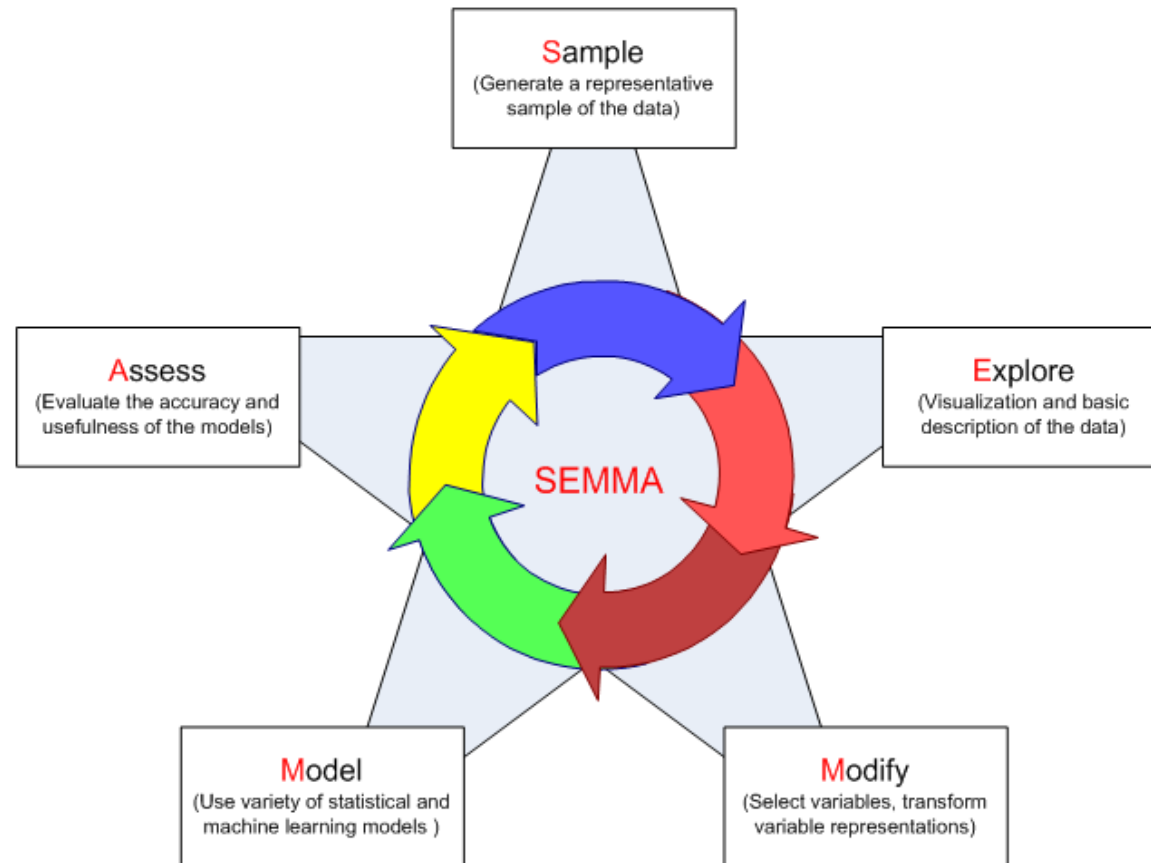 Sample
(Generate a representative
sample of the data)
Assess
(Evaluate the accuracy and
usefulness of the models)
Explore
(Visualization and basic
description of the data)
SEMMA
Model
(Use variety of statistical and
machine learning models )
Modify
(Select variables, transform
variable representations)